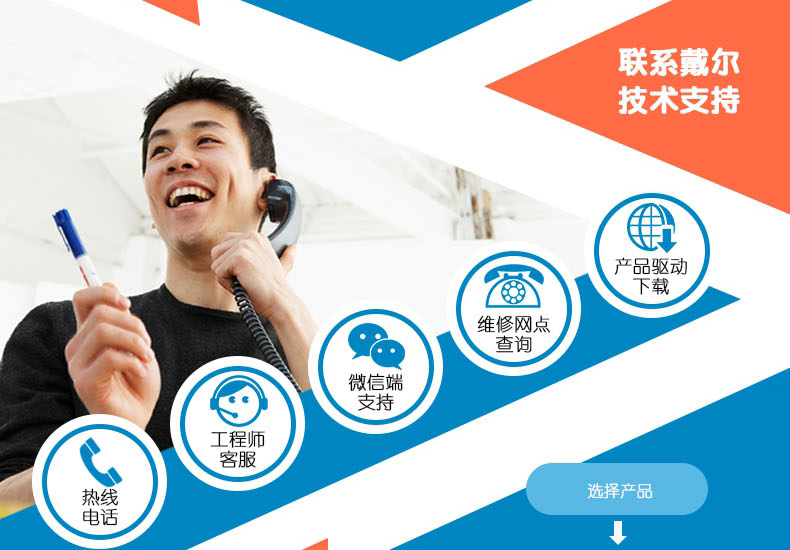 联系戴尔
技术支持
产品驱动
下载
维修网点
查询
微信端
支持
工程师
客服
热线
电话
选择产品